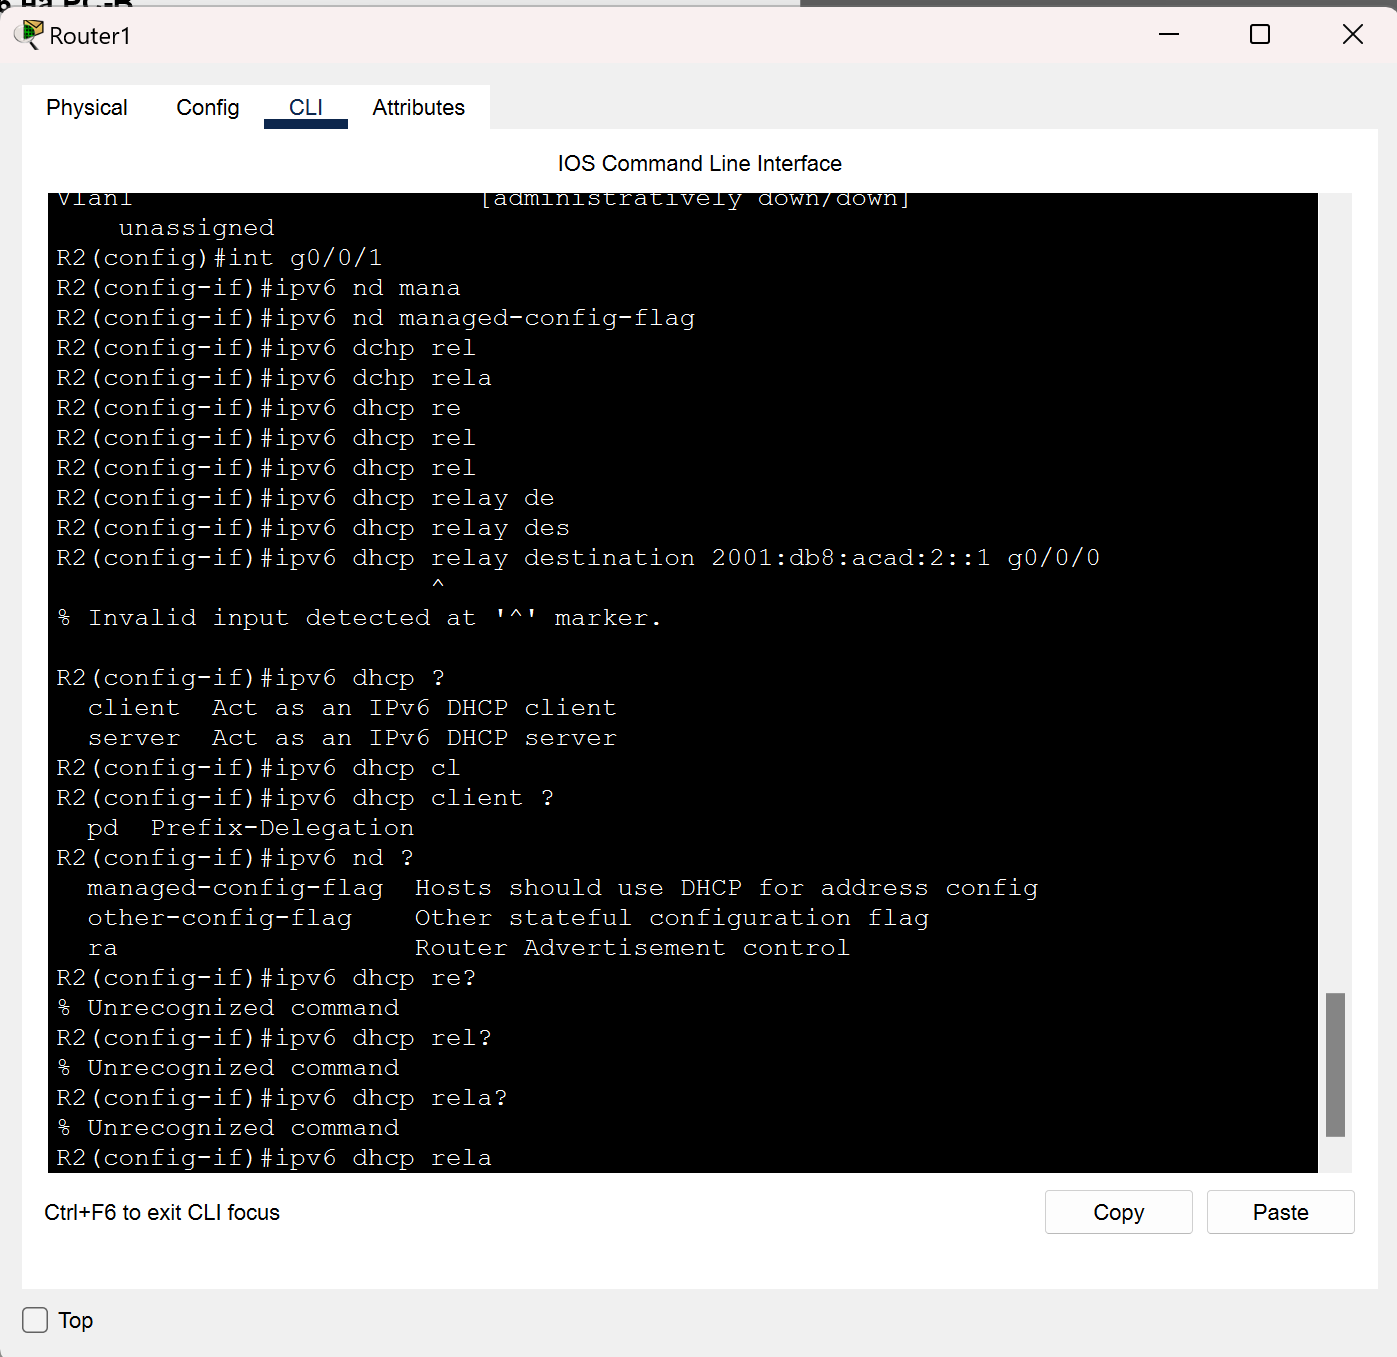 6 на PC-B
Router1
Physical Config CLI Attributes
IOS Command Line Interface
Vlan1 [administratively down/down]
unassigned
R2(config)#int g0/0/1
R2(config-if)#ipv6 nd mana
R2(config-if)#ipv6 nd managed-config-flag
R2(config-if)#ipv6 dchp rel
R2(config-if)#ipv6 dchp rela
R2(config-if)#ipv6 dhcp re
R2(config-if)#ipv6 dhcp rel
R2(config-if)#ipv6 dhcp rel
R2(config-if)#ipv6 dhcp relay de
R2(config-if)#ipv6 dhcp relay des
R2(config-if)#ipv6 dhcp relay destination 2001:db8:acad:2::1 g0/0/0
^
% Invalid input detected at '^' marker.
R2(config-if)#ipv6 dhcp ?
client Act as an IPv6 DHCP client
server Act as an IPv6 DHCP server
R2(config-if)#ipv6 dhcp cl
R2(config-if)#ipv6 dhcp client ?
pd Prefix-Delegation
R2(config-if)#ipv6 nd ?
managed-config-flag Hosts should use DHCP for address config
other-config-flag Other stateful configuration flag
ra Router Advertisement control
R2(config-if)#ipv6 dhcp re?
% Unrecognized command
R2(config-if)#ipv6 dhcp rel?
% Unrecognized command
R2(config-if)#ipv6 dhcp rela?
% Unrecognized command
R2(config-if)#ipv6 dhcp rela
Ctrl+F6 to exit CLI focus
Copy Paste
Top